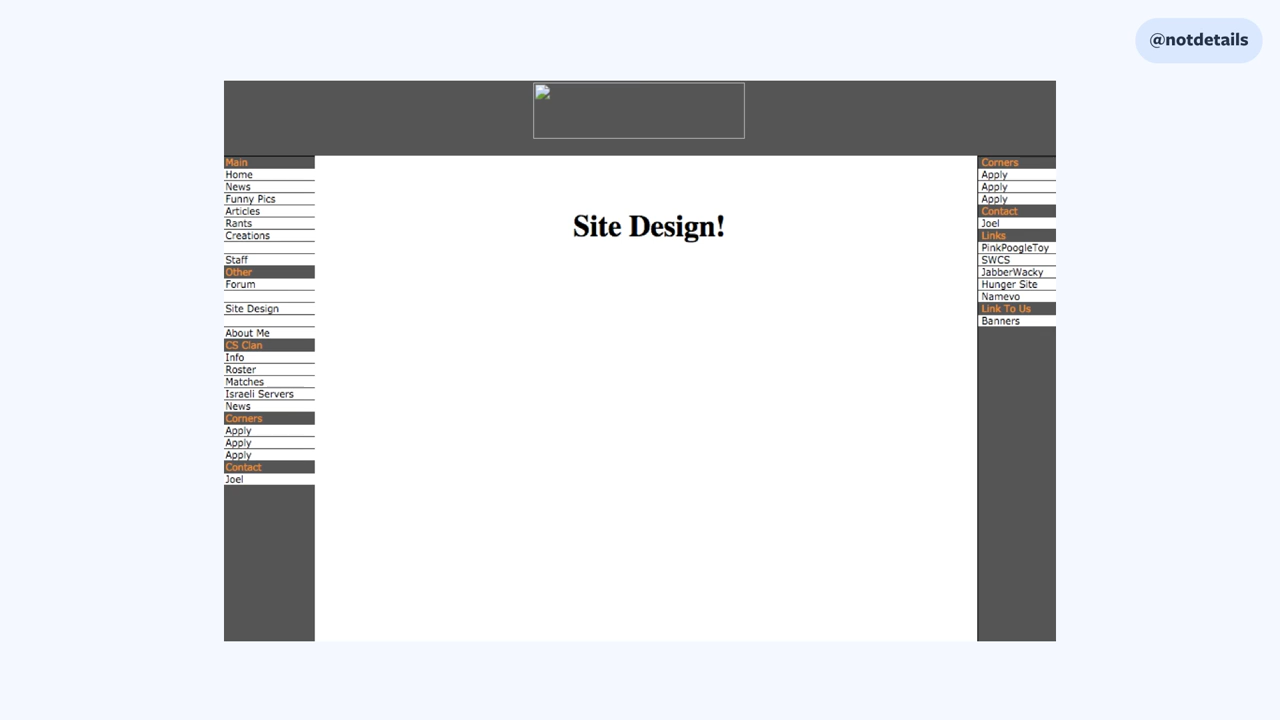 @notdetails
Main
Home
News
Funny Pics
Articles
Rants
Creations
Staff
Other
Forum
Site Design
About Me
CS Clan
Info
Roster
Matches
Israeli Servers
News
Corners
Apply
Apply
Apply
Contact
Joel
Site Design!
Corners
Apply
Apply
Apply
Contact
Joel
Links
PinkPoogleToy
SWCS
JabberWacky
Hunger Site
Namevo
Link To Us
Banners